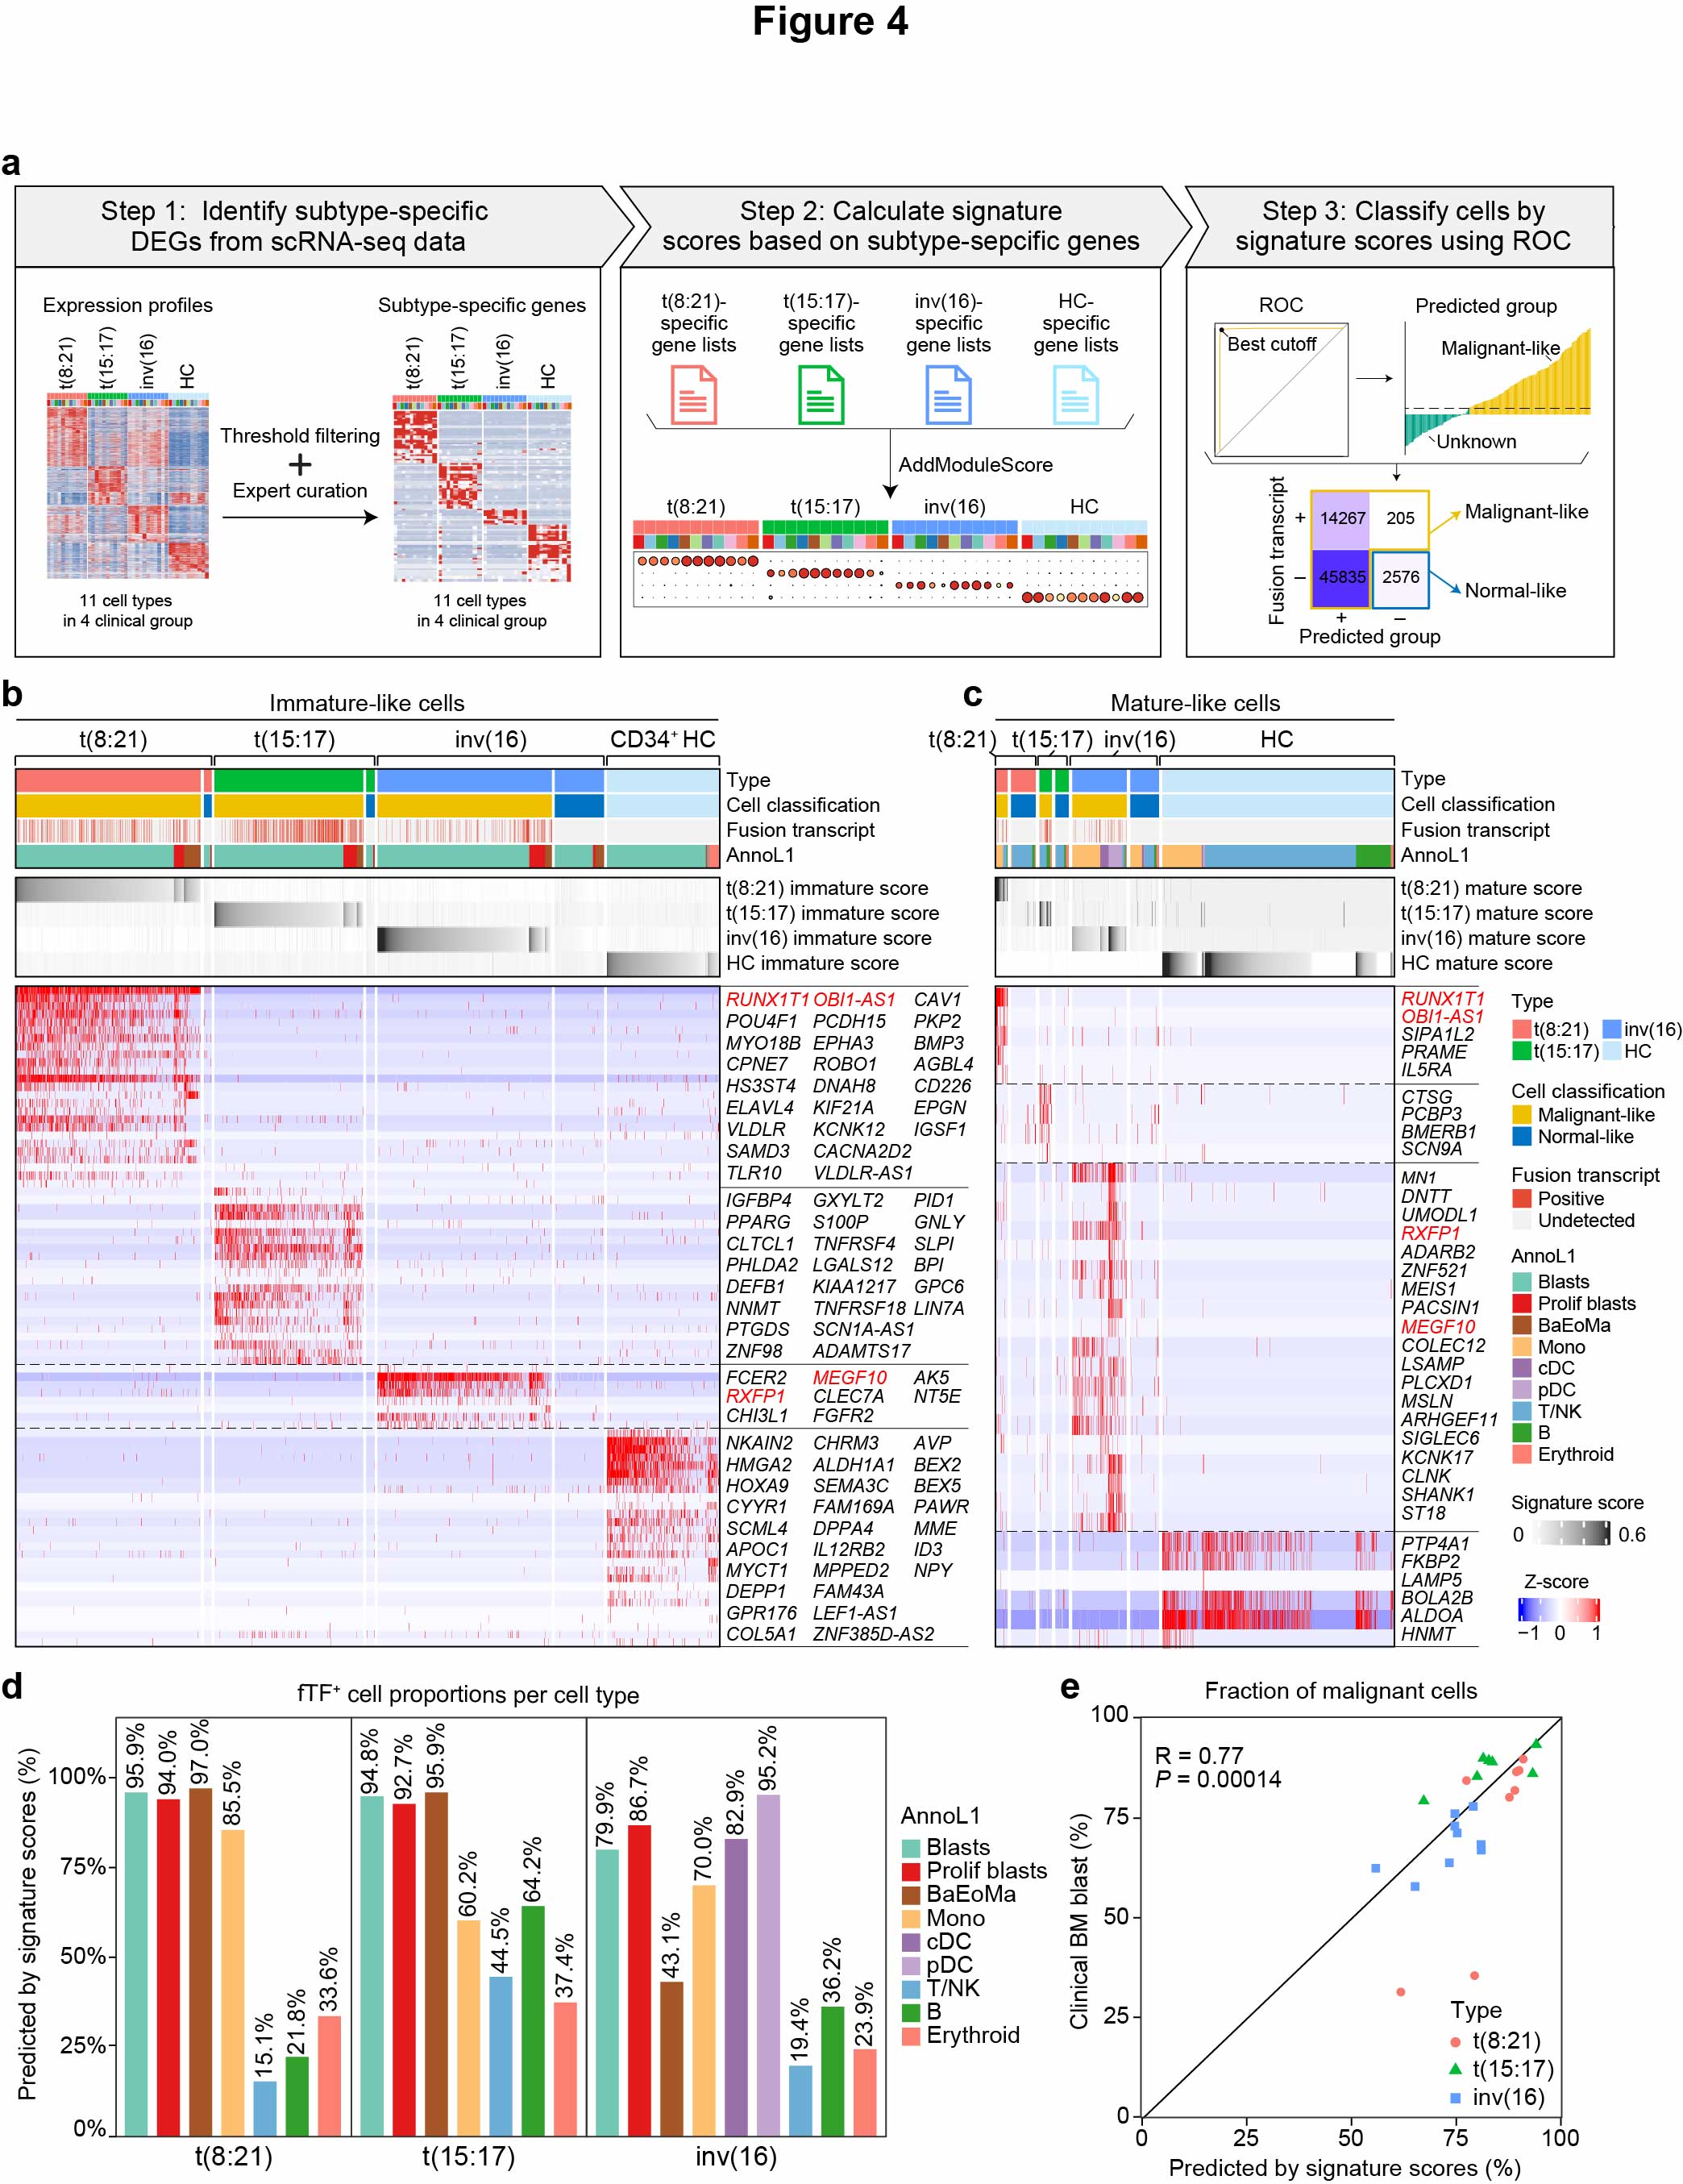 Figure 4
a
Step 1: Identify subtype-specific
DEGs from scRNA-seq data
Expression profiles
t(8:21)
t(15:17)
inv(16)
HC
11 cell types
in 4 clinical group
Threshold filtering
+
Expert curation
Subtype-specific genes
t(8:21)
t(15:17)
inv(16)
HC
11 cell types
in 4 clinical group
Step 2: Calculate signature
scores based on subtype-sepcific genes
t(8:21)-
specific
gene lists
t(15:17)-
specific
gene lists
inv(16)-
specific
gene lists
HC-
specific
gene lists
AddModuleScore
t(8:21) t(15:17) inv(16) HC
Step 3: Classify cells by
signature scores using ROC
ROC
Best cutoff
Predicted group
Malignant-like
Unknown
Fusion transcript
+ 14267 205
− 45835 2576
+ −
Predicted group
Malignant-like
Normal-like
b
Immature-like cells
t(8:21) t(15:17) inv(16) CD34+ HC
Type
Cell classification
Fusion transcript
AnnoL1
t(8:21) immature score
t(15:17) immature score
inv(16) immature score
HC immature score
RUNX1T1 OBI1-AS1 CAV1
POU4F1 PCDH15 PKP2
MYO18B EPHA3 BMP3
CPNE7 ROBO1 AGBL4
HS3ST4 DNAH8 CD226
ELAVL4 KIF21A EPGN
VLDLR KCNK12 IGSF1
SAMD3 CACNA2D2
TLR10 VLDLR-AS1
IGFBP4 GXYLT2 PID1
PPARG S100P GNLY
CLTCL1 TNFRSF4 SLPI
PHLDA2 LGALS12 BPI
DEFB1 KIAA1217 GPC6
NNMT TNFRSF18 LIN7A
PTGDS SCN1A-AS1
ZNF98 ADAMTS17
FCER2 MEGF10 AK5
RXFP1 CLEC7A NT5E
CHI3L1 FGFR2
NKAIN2 CHRM3 AVP
HMGA2 ALDH1A1 BEX2
HOXA9 SEMA3C BEX5
CYYR1 FAM169A PAWR
SCML4 DPPA4 MME
APOC1 IL12RB2 ID3
MYCT1 MPPED2 NPY
DEPP1 FAM43A
GPR176 LEF1-AS1
COL5A1 ZNF385D-AS2
c
Mature-like cells
t(8:21) t(15:17) inv(16) HC
Type
Cell classification
Fusion transcript
AnnoL1
t(8:21) mature score
t(15:17) mature score
inv(16) mature score
HC mature score
RUNX1T1
OBI1-AS1
SIPA1L2
PRAME
IL5RA
CTSG
PCBP3
BMERB1
SCN9A
MN1
DNTT
UMODL1
RXFP1
ADARB2
ZNF521
MEIS1
PACSIN1
MEGF10
COLEC12
LSAMP
PLCXD1
MSLN
ARHGEF11
SIGLEC6
KCNK17
CLNK
SHANK1
ST18
PTP4A1
FKBP2
LAMP5
BOLA2B
ALDOA
HNMT
Type
t(8:21) inv(16)
t(15:17) HC
Cell classification
Malignant-like
Normal-like
Fusion transcript
Positive
Undetected
AnnoL1
Blasts
Prolif blasts
BaEoMa
Mono
cDC
pDC
T/NK
B
Erythroid
Signature score
0 0.6
Z-score
−1 0 1
d
fTF+ cell proportions per cell type
Predicted by signature scores (%)
100%
75%
50%
25%
0%
95.9% 94.0% 97.0% 85.5% 15.1% 21.8% 33.6%
94.8% 92.7% 95.9% 60.2% 44.5% 64.2% 37.4%
79.9% 86.7% 43.1% 70.0% 82.9% 95.2% 19.4% 36.2% 23.9%
t(8:21) t(15:17) inv(16)
AnnoL1
Blasts
Prolif blasts
BaEoMa
Mono
cDC
pDC
T/NK
B
Erythroid
e
Fraction of malignant cells
Clinical BM blast (%)
100
75
50
25
0
R = 0.77
P = 0.00014
Type
t(8:21)
t(15:17)
inv(16)
0 25 50 75 100
Predicted by signature scores (%)